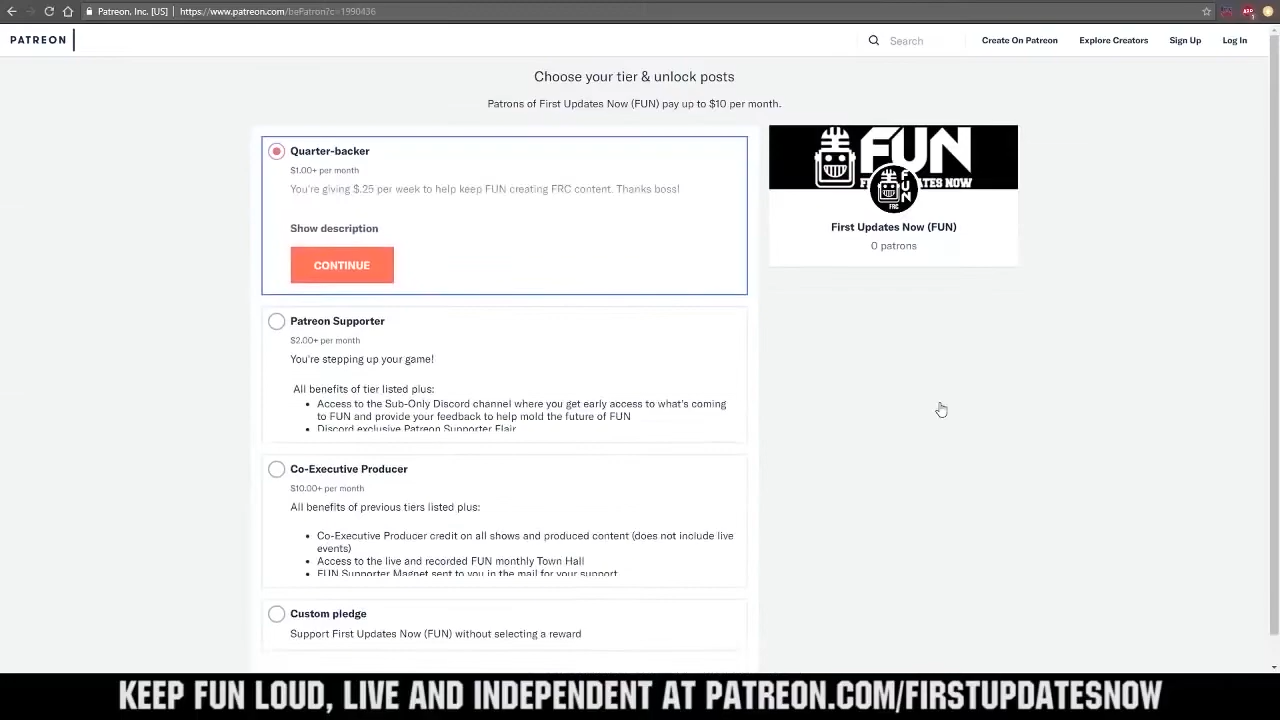 Patreon, Inc. [US] | https://www.patreon.com/bePatron?c=1990436
PATREON
Search
Create On Patreon
Explore Creators
Sign Up
Log In
Choose your tier & unlock posts
Patrons of First Updates Now (FUN) pay up to $10 per month.
Quarter-backer
$1.00+ per month
You're giving $.25 per week to help keep FUN creating FRC content. Thanks boss!
Show description
CONTINUE
Patreon Supporter
$2.00+ per month
You're stepping up your game!
All benefits of tier listed plus:
• Access to the Sub-Only Discord channel where you get early access to what's coming
to FUN and provide your feedback to help mold the future of FUN
• Discord exclusive Patreon Supporter Flair
Co-Executive Producer
$10.00+ per month
All benefits of previous tiers listed plus:
• Co-Executive Producer credit on all shows and produced content (does not include live
events)
• Access to the live and recorded FUN monthly Town Hall
• FUN Supporter Magnet sent to you in the mail for your support
Custom pledge
Support First Updates Now (FUN) without selecting a reward
FUN
ATES NOW
FUN
FRC
First Updates Now (FUN)
0 patrons
KEEP FUN LOUD, LIVE AND INDEPENDENT AT PATREON.COM/FIRSTUPDATESNOW